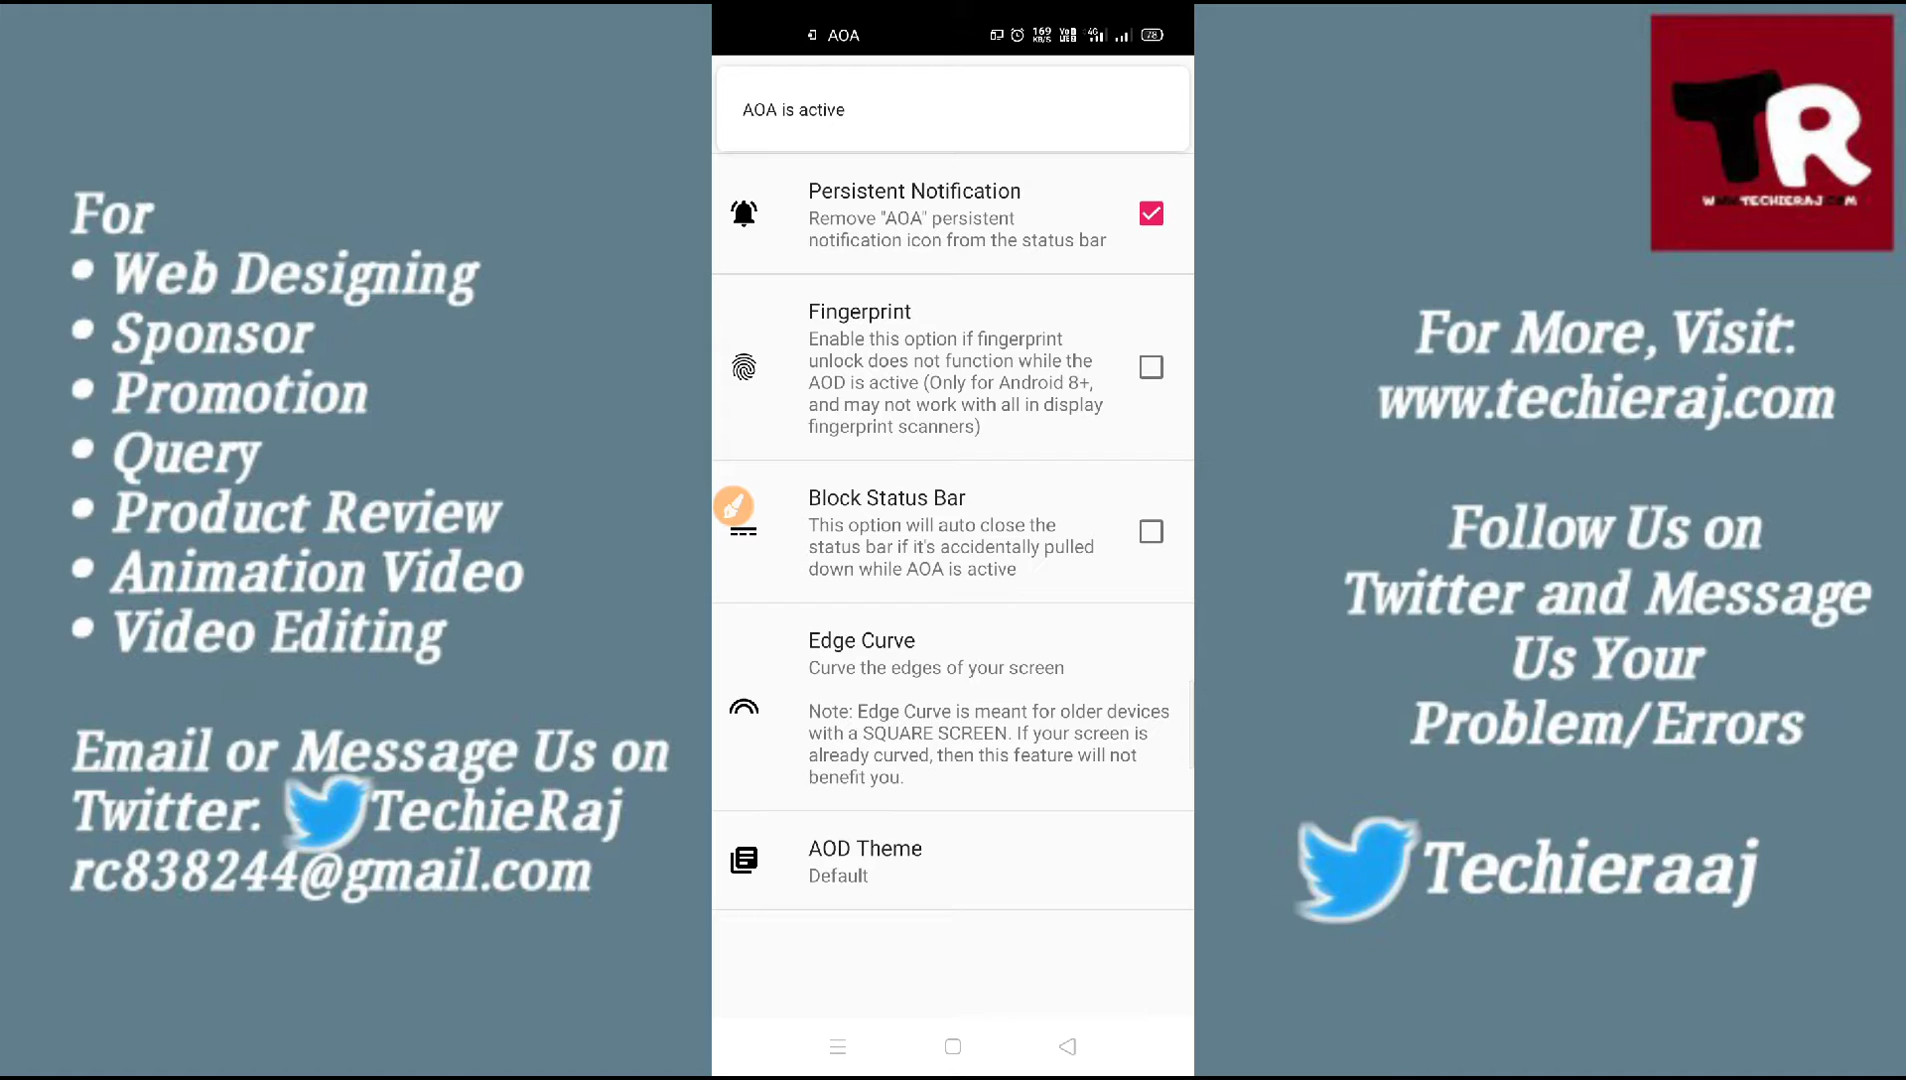 For
• Web Designing
• Sponsor
• Promotion
• Query
• Product Review
• Animation Video
• Video Editing
Email or Message Us on
Twitter: TechieRaj
rc838244@gmail.com
AOA
169 KB/S
4G
78
AOA is active
Persistent Notification
Remove "AOA" persistent
notification icon from the status bar
Fingerprint
Enable this option if fingerprint
unlock does not function while the
AOD is active (Only for Android 8+,
and may not work with all in display
fingerprint scanners)
Block Status Bar
This option will auto close the
status bar if it's accidentally pulled
down while AOA is active
Edge Curve
Curve the edges of your screen
Note: Edge Curve is meant for older devices
with a SQUARE SCREEN. If your screen is
already curved, then this feature will not
benefit you.
AOD Theme
Default
TR
WWW.TECHIERAJ.COM
For More, Visit:
www.techieraj.com
Follow Us on
Twitter and Message
Us Your
Problem/Errors
Techieraaj